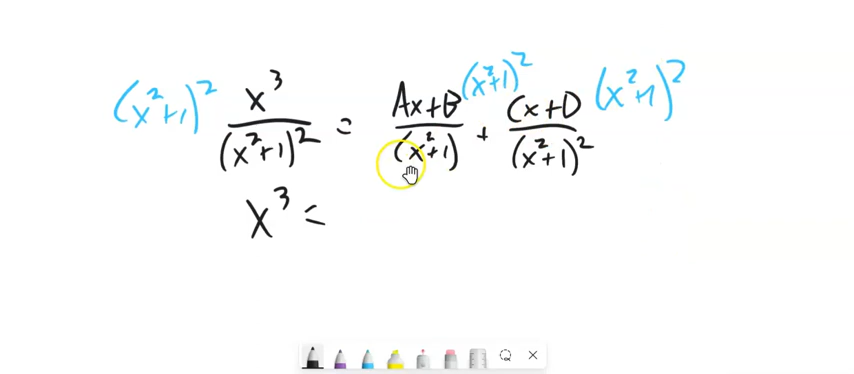 (x²+1)² x³/(x²+1)² = Ax+B/(x²+1) (x²+1)² + Cx+D/(x²+1)² (x²+1)²
x³ =